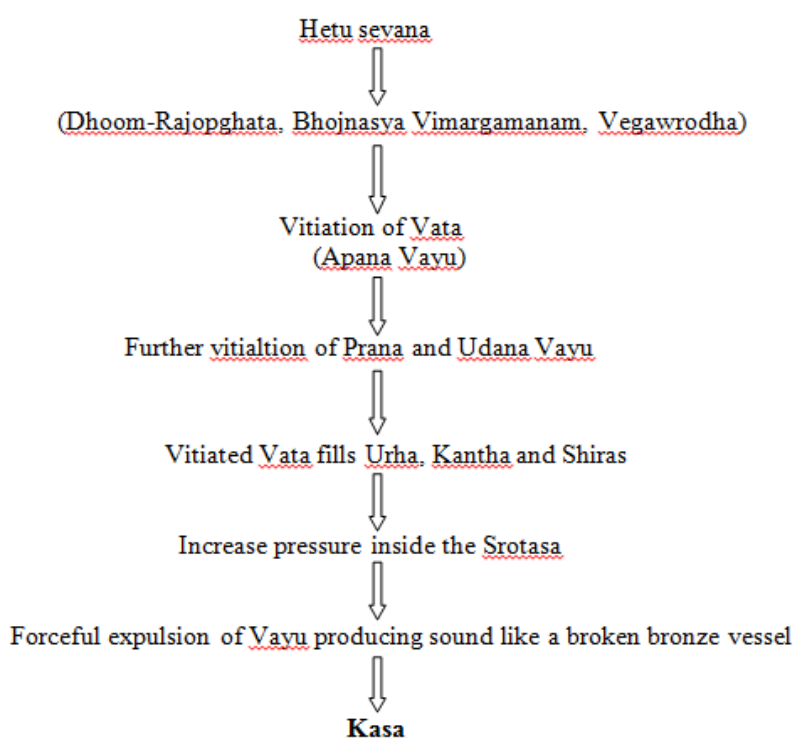 Hetu sevana
(Dhoom-Rajopghata, Bhojnasya Vimargamanam, Vegawrodha)
Vitiation of Vata
(Apana Vayu)
Further vitialtion of Prana and Udana Vayu
Vitiated Vata fills Urha, Kantha and Shiras
Increase pressure inside the Srotasa
Forceful expulsion of Vayu producing sound like a broken bronze vessel
Kasa